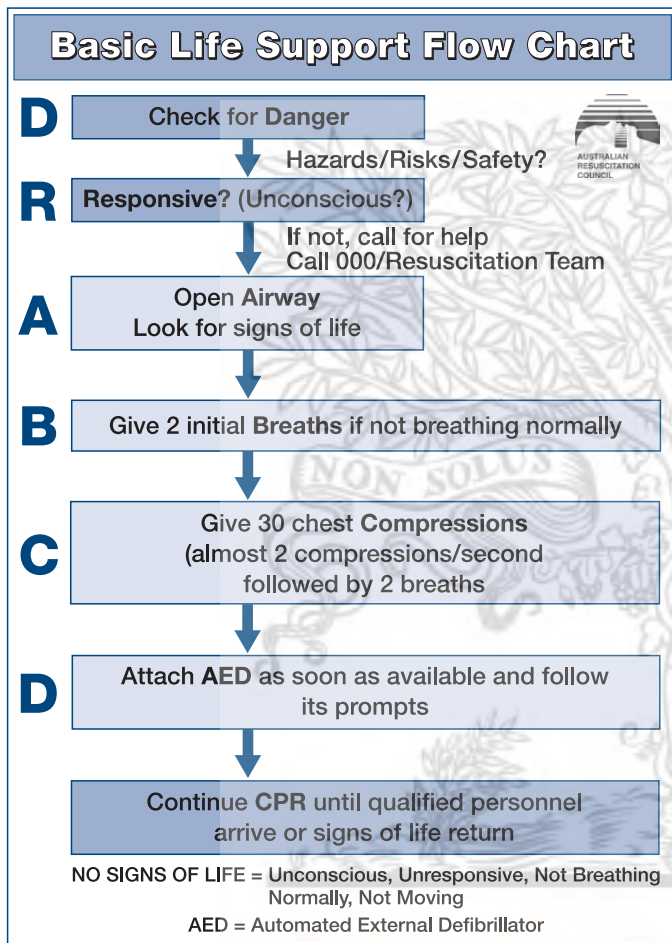 Basic Life Support Flow Chart
D
Check for Danger
AUSTRALIAN
RESUSCITATION
COUNCIL
Hazards/Risks/Safety?
R
Responsive? (Unconscious?)
If not, call for help
Call 000/Resuscitation Team
A
Open Airway
Look for signs of life
B
Give 2 initial Breaths if not breathing normally
NON SOLUS
C
Give 30 chest Compressions
(almost 2 compressions/second
followed by 2 breaths
D
Attach AED as soon as available and follow
its prompts
Continue CPR until qualified personnel
arrive or signs of life return
NO SIGNS OF LIFE = Unconscious, Unresponsive, Not Breathing
Normally, Not Moving
AED = Automated External Defibrillator